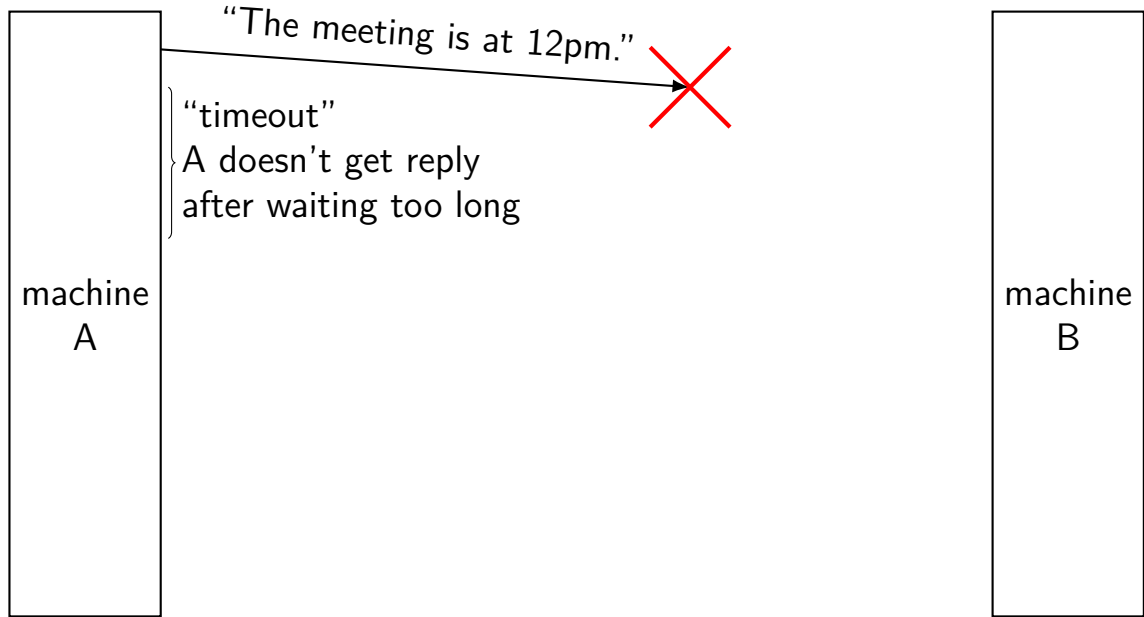 “The meeting is at 12pm.”
“timeout”
A doesn't get reply
after waiting too long
machine
A
machine
B